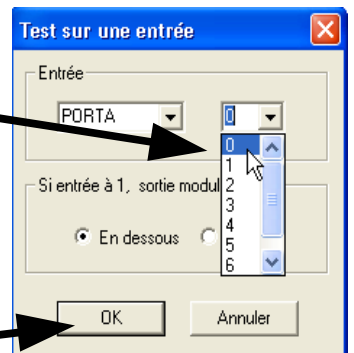 Test sur une entrée
Entrée
PORTA 0
0
1
Si entrée à 1, sortie modul 2
3
4
En dessous
5
6
OK Annuler